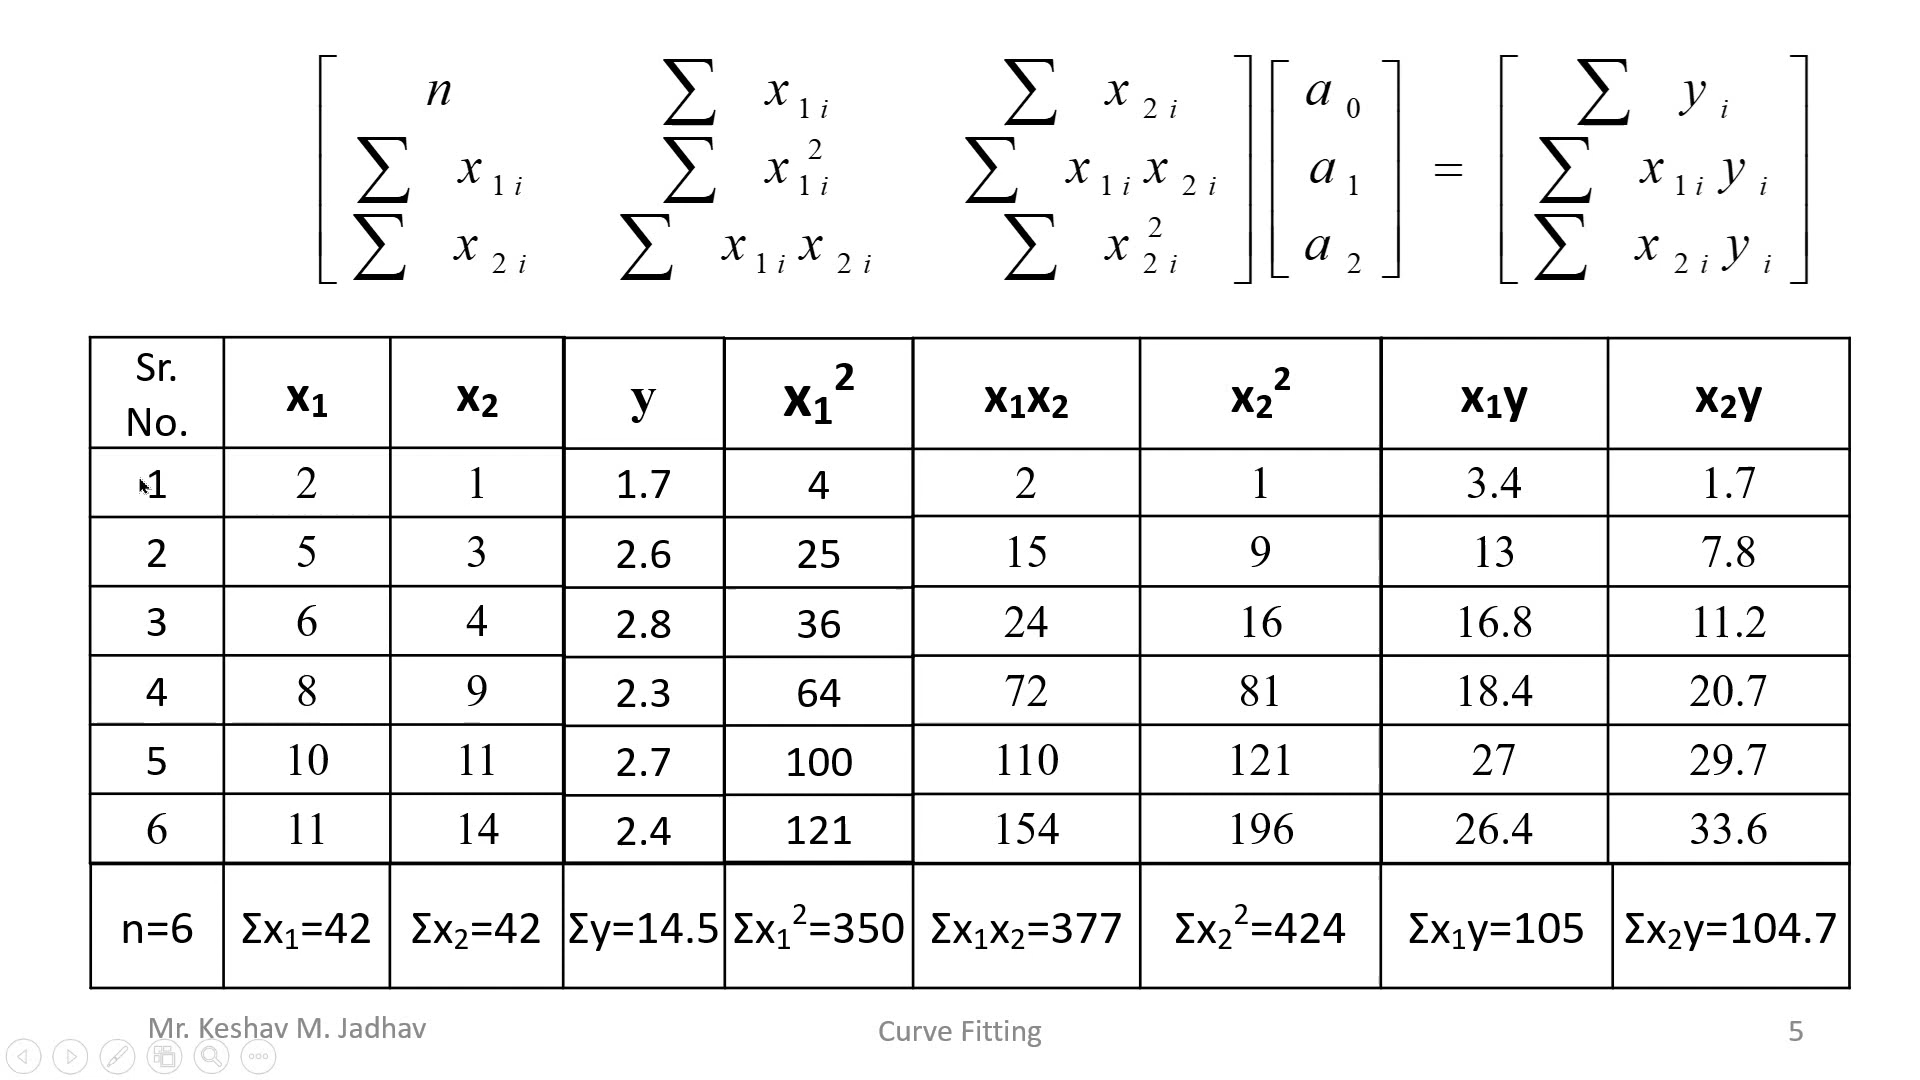 [ n ∑ x₁ᵢ ∑ x₂ᵢ ] [ a₀ ] [ ∑ yᵢ ]
[ ∑ x₁ᵢ ∑ x₁ᵢ² ∑ x₁ᵢ x₂ᵢ ] [ a₁ ] = [ ∑ x₁ᵢ yᵢ ]
[ ∑ x₂ᵢ ∑ x₁ᵢ x₂ᵢ ∑ x₂ᵢ² ] [ a₂ ] [ ∑ x₂ᵢ yᵢ ]
Sr. No. x₁ x₂ y x₁² x₁x₂ x₂² x₁y x₂y
1 2 1 1.7 4 2 1 3.4 1.7
2 5 3 2.6 25 15 9 13 7.8
3 6 4 2.8 36 24 16 16.8 11.2
4 8 9 2.3 64 72 81 18.4 20.7
5 10 11 2.7 100 110 121 27 29.7
6 11 14 2.4 121 154 196 26.4 33.6
n=6 Σx₁=42 Σx₂=42 Σy=14.5 Σx₁²=350 Σx₁x₂=377 Σx₂²=424 Σx₁y=105 Σx₂y=104.7
Mr. Keshav M. Jadhav Curve Fitting 5